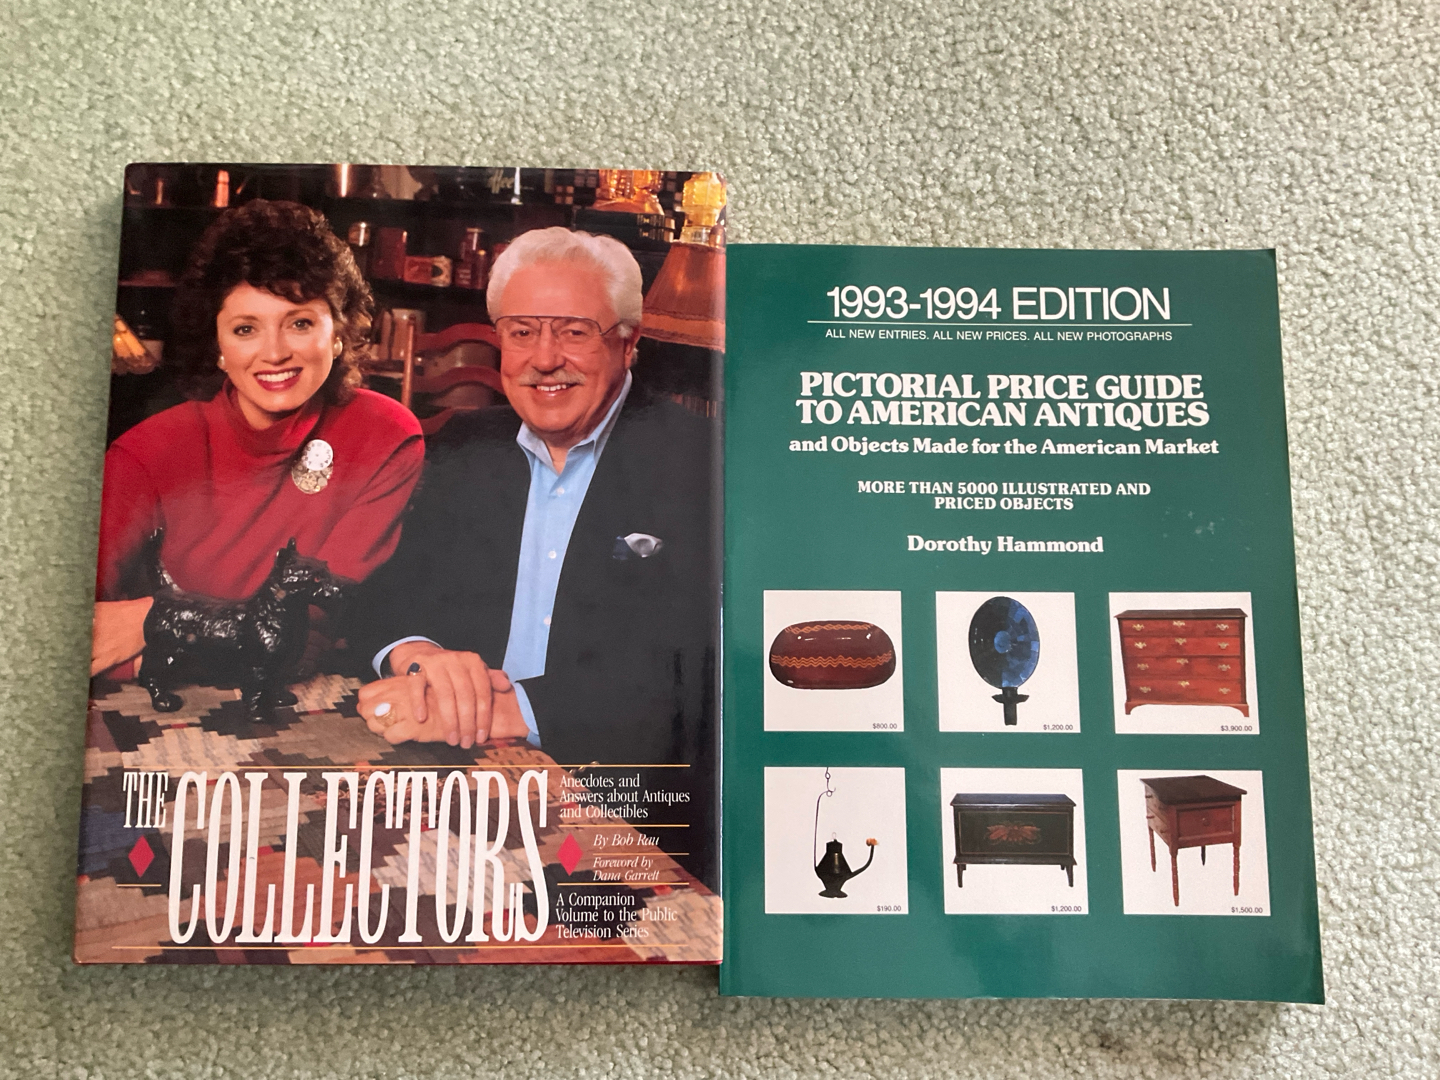 THE COLLECTORS
Anecdotes and
Answers about Antiques
and Collectibles
By Bob Rau
Foreword by
Dana Garrett
A Companion
Volume to the Public
Television Series
1993-1994 EDITION
ALL NEW ENTRIES. ALL NEW PRICES. ALL NEW PHOTOGRAPHS
PICTORIAL PRICE GUIDE
TO AMERICAN ANTIQUES
and Objects Made for the American Market
MORE THAN 5000 ILLUSTRATED AND
PRICED OBJECTS
Dorothy Hammond
$800.00
$1,200.00
$3,900.00
$190.00
$1,200.00
$1,500.00